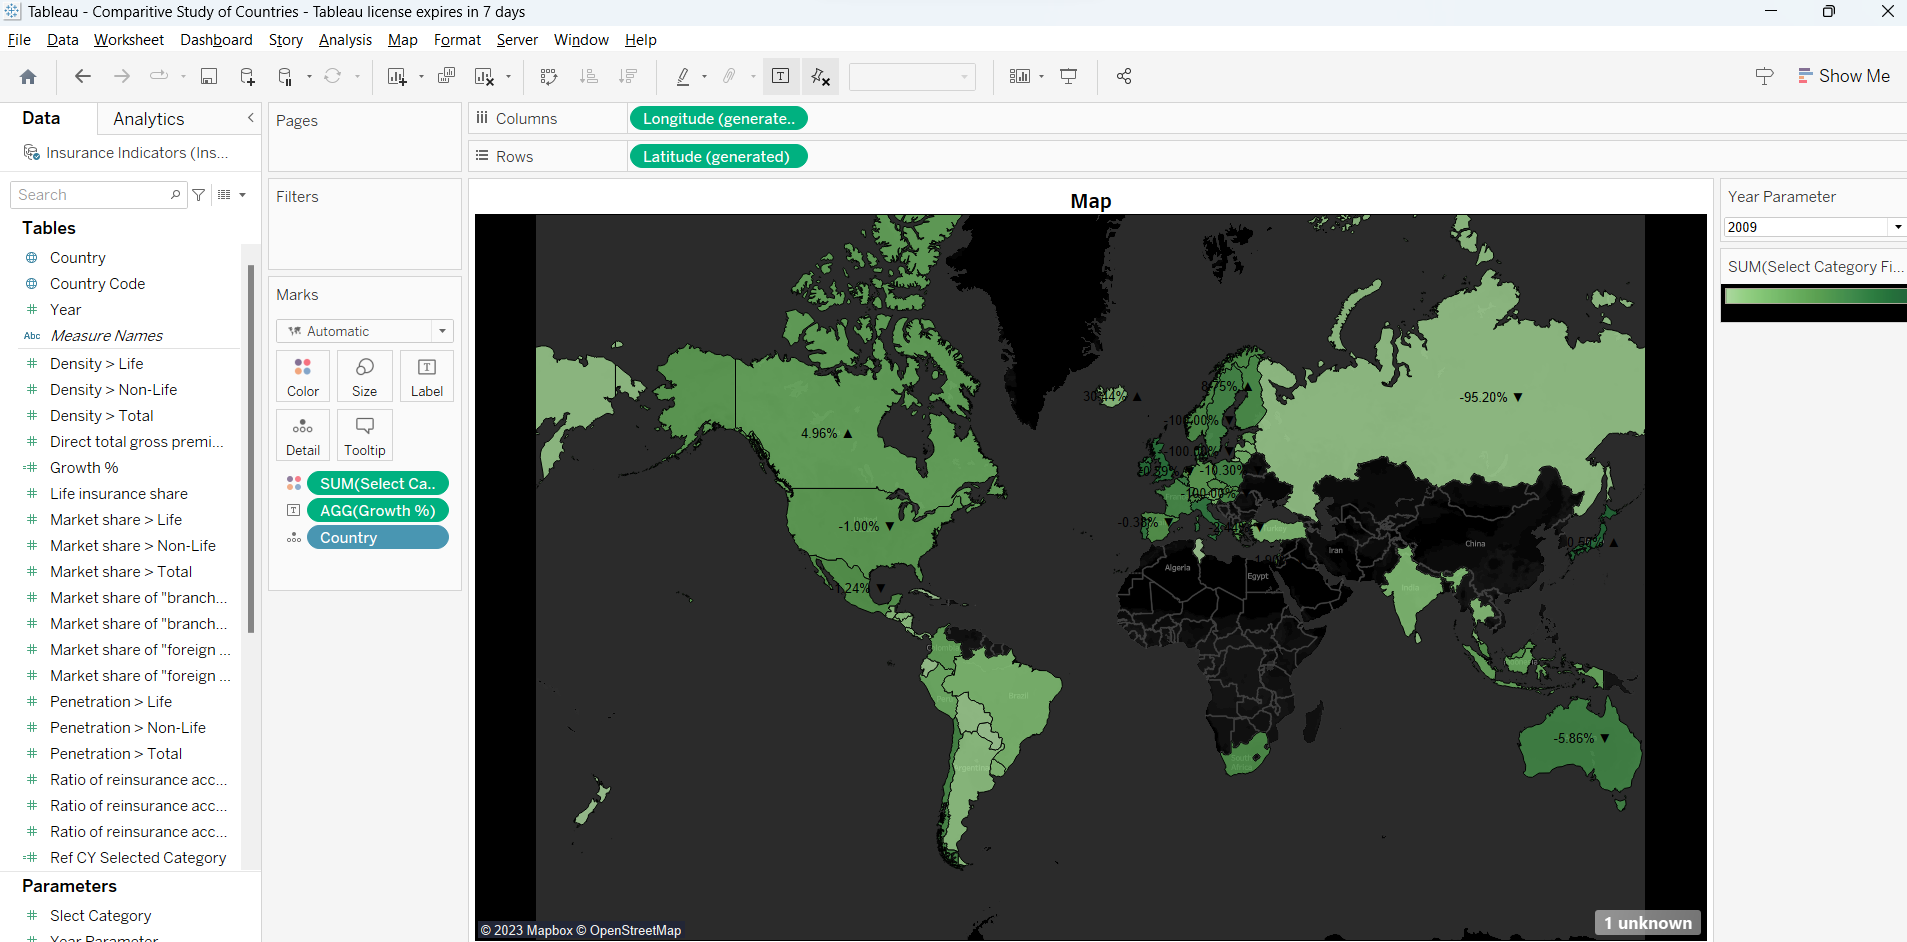 Tableau - Comparitive Study of Countries - Tableau license expires in 7 days
File Data Worksheet Dashboard Story Analysis Map Format Server Window Help
Show Me
Data Analytics
Insurance Indicators (Ins...
Search
Tables
Country
Country Code
Year
Abc Measure Names
Density > Life
Density > Non-Life
Density > Total
Direct total gross premi...
Growth %
Life insurance share
Market share > Life
Market share > Non-Life
Market share > Total
Market share of "branch...
Market share of "branch...
Market share of "foreign ...
Market share of "foreign ...
Penetration > Life
Penetration > Non-Life
Penetration > Total
Ratio of reinsurance acc...
Ratio of reinsurance acc...
Ratio of reinsurance acc...
Ref CY Selected Category
Parameters
Slect Category
Year Parameter
Pages
Filters
Marks
Automatic
Color Size Label
Detail Tooltip
SUM(Select Ca..
AGG(Growth %)
Country
Columns Longitude (generate..
Rows Latitude (generated)
Map
8.75% ▲
30.44% ▲
-95.20% ▼
-100.00% ▼
4.96% ▲
-100.00% ▼
-10.30%
-100.00%
-0.38% ▼
-1.00% ▼
China
Iran
Algeria
Egypt
India
Brazil
Argentina
South Africa
-5.86% ▼
© 2023 Mapbox © OpenStreetMap
1 unknown
Year Parameter
2009
SUM(Select Category Fi...